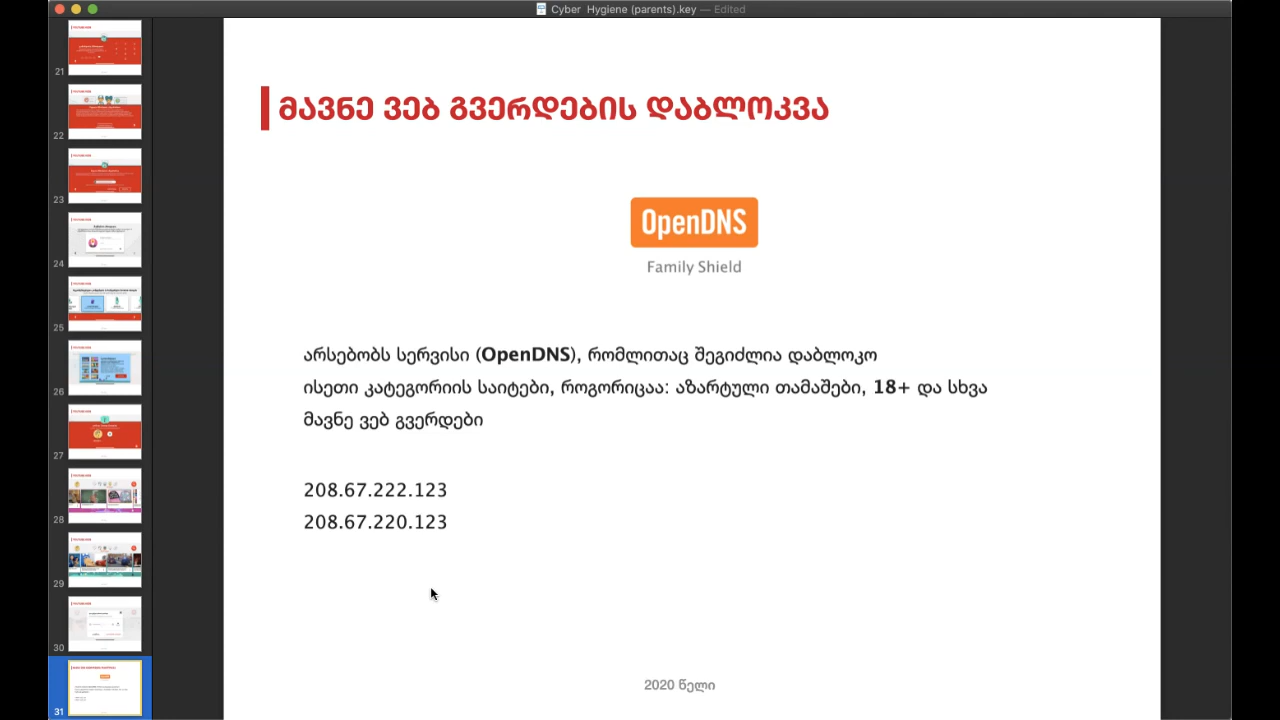 Cyber Hygiene (parents).key — Edited
მავნე ვებ გვერდების დაბლოკვა
OpenDNS
Family Shield
არსებობს სერვისი (OpenDNS), რომლითაც შეგიძლია დაბლოკო
ისეთი კატეგორიის საიტები, როგორიცაა: აზარტული თამაშები, 18+ და სხვა
მავნე ვებ გვერდები
208.67.222.123
208.67.220.123
2020 წელი
21
22
23
24
25
26
27
28
29
30
31